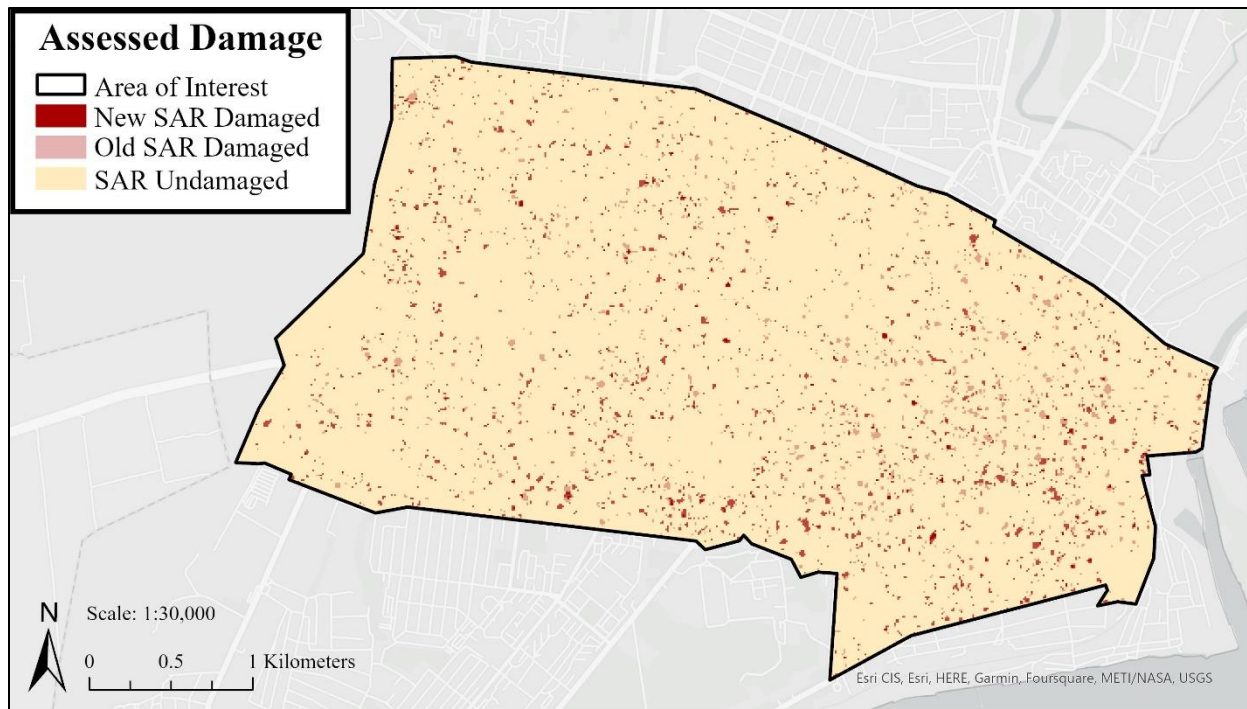 Assessed Damage
Area of Interest
New SAR Damaged
Old SAR Damaged
SAR Undamaged
N
Scale: 1:30,000
0 0.5 1 Kilometers
Esri CIS, Esri, HERE, Garmin, Foursquare, METI/NASA, USGS